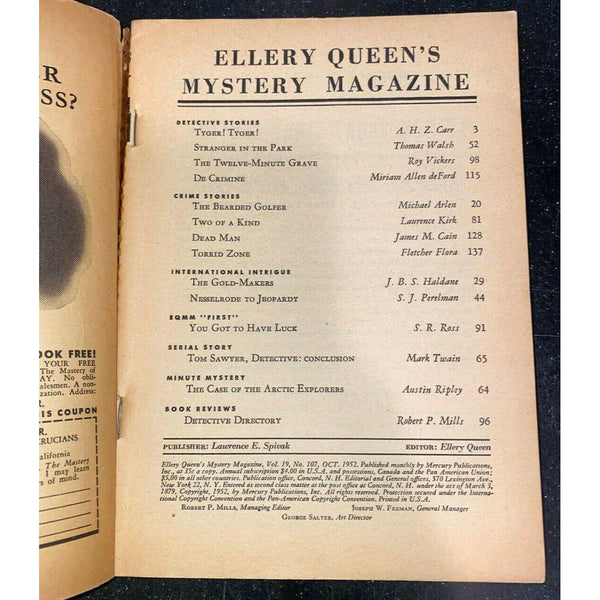 ER
SS?
OOK FREE!
YOUR FREE
The Mastery of
AY. No obli-
alesmen. A non-
nization. Address:
R.
IS COUPON
R.
RUCIANS
alifornia
The Mastery
I may learn
s of mind.
ELLERY QUEEN'S
MYSTERY MAGAZINE
DETECTIVE STORIES
TYGER! TYGER! A. H. Z. Carr 3
STRANGER IN THE PARK Thomas Walsh 52
THE TWELVE-MINUTE GRAVE Roy Vickers 98
DE CRIMINE Miriam Allen deFord 115
CRIME STORIES
THE BEARDED GOLFER Michael Arlen 20
TWO OF A KIND Laurence Kirk 81
DEAD MAN James M. Cain 128
TORRID ZONE Fletcher Flora 137
INTERNATIONAL INTRIGUE
THE GOLD-MAKERS J. B. S. Haldane 29
NESSELRODE TO JEOPARDY S. J. Perelman 44
EQMM "FIRST"
YOU GOT TO HAVE LUCK S. R. Ross 91
SERIAL STORY
TOM SAWYER, DETECTIVE: CONCLUSION Mark Twain 65
MINUTE MYSTERY
THE CASE OF THE ARCTIC EXPLORERS Austin Ripley 64
BOOK REVIEWS
DETECTIVE DIRECTORY Robert P. Mills 96
PUBLISHER: Lawrence E. Spivak EDITOR: Ellery Queen
Ellery Queen's Mystery Magazine, Vol. 19, No. 107, OCT. 1952. Published monthly by Mercury Publications,
Inc., at 35c a copy. Annual subscription $4.00 in U.S.A. and possessions, Canada and the Pan American Union;
$5.00 in all other countries. Publication office, Concord, N. H. Editorial and General offices, 570 Lexington Ave.,
New York 22, N. Y. Entered as second class matter at the post office at Concord, N. H. under the act of March 3,
1879, Copyright, 1952, by Mercury Publications, Inc. All rights reserved. Protection secured under the Interna-
tional Copyright Convention and the Pan-American Copyright Convention. Printed in U.S.A.
ROBERT P. MILLS, Managing Editor JOSEPH W. FERMAN, General Manager
GEORGE SALTER, Art Director